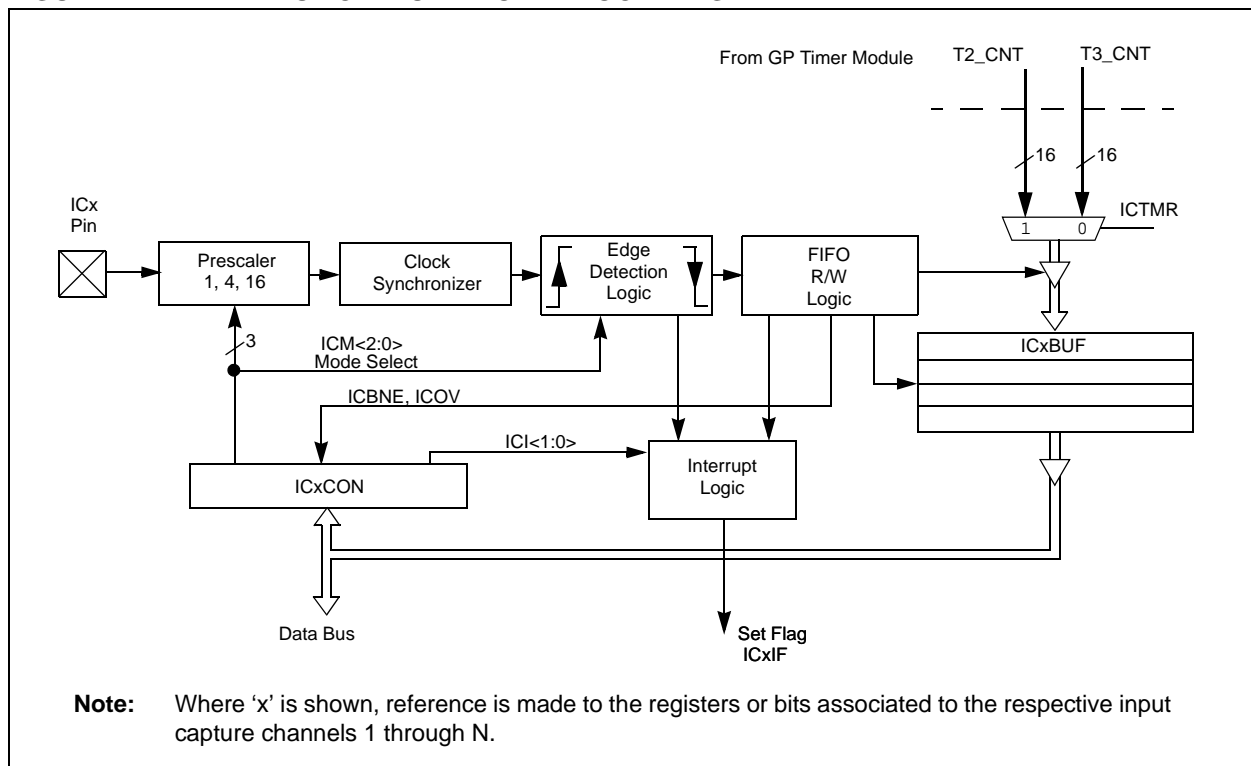 From GP Timer Module
T2_CNT
T3_CNT
16
16
ICx
Pin
1
0
ICTMR
Prescaler
1, 4, 16
Clock
Synchronizer
Edge
Detection
Logic
FIFO
R/W
Logic
3
ICM<2:0>
Mode Select
ICxBUF
ICBNE, ICOV
ICI<1:0>
ICxCON
Interrupt
Logic
Data Bus
Set Flag
ICxIF
Note: Where ‘x’ is shown, reference is made to the registers or bits associated to the respective input
capture channels 1 through N.